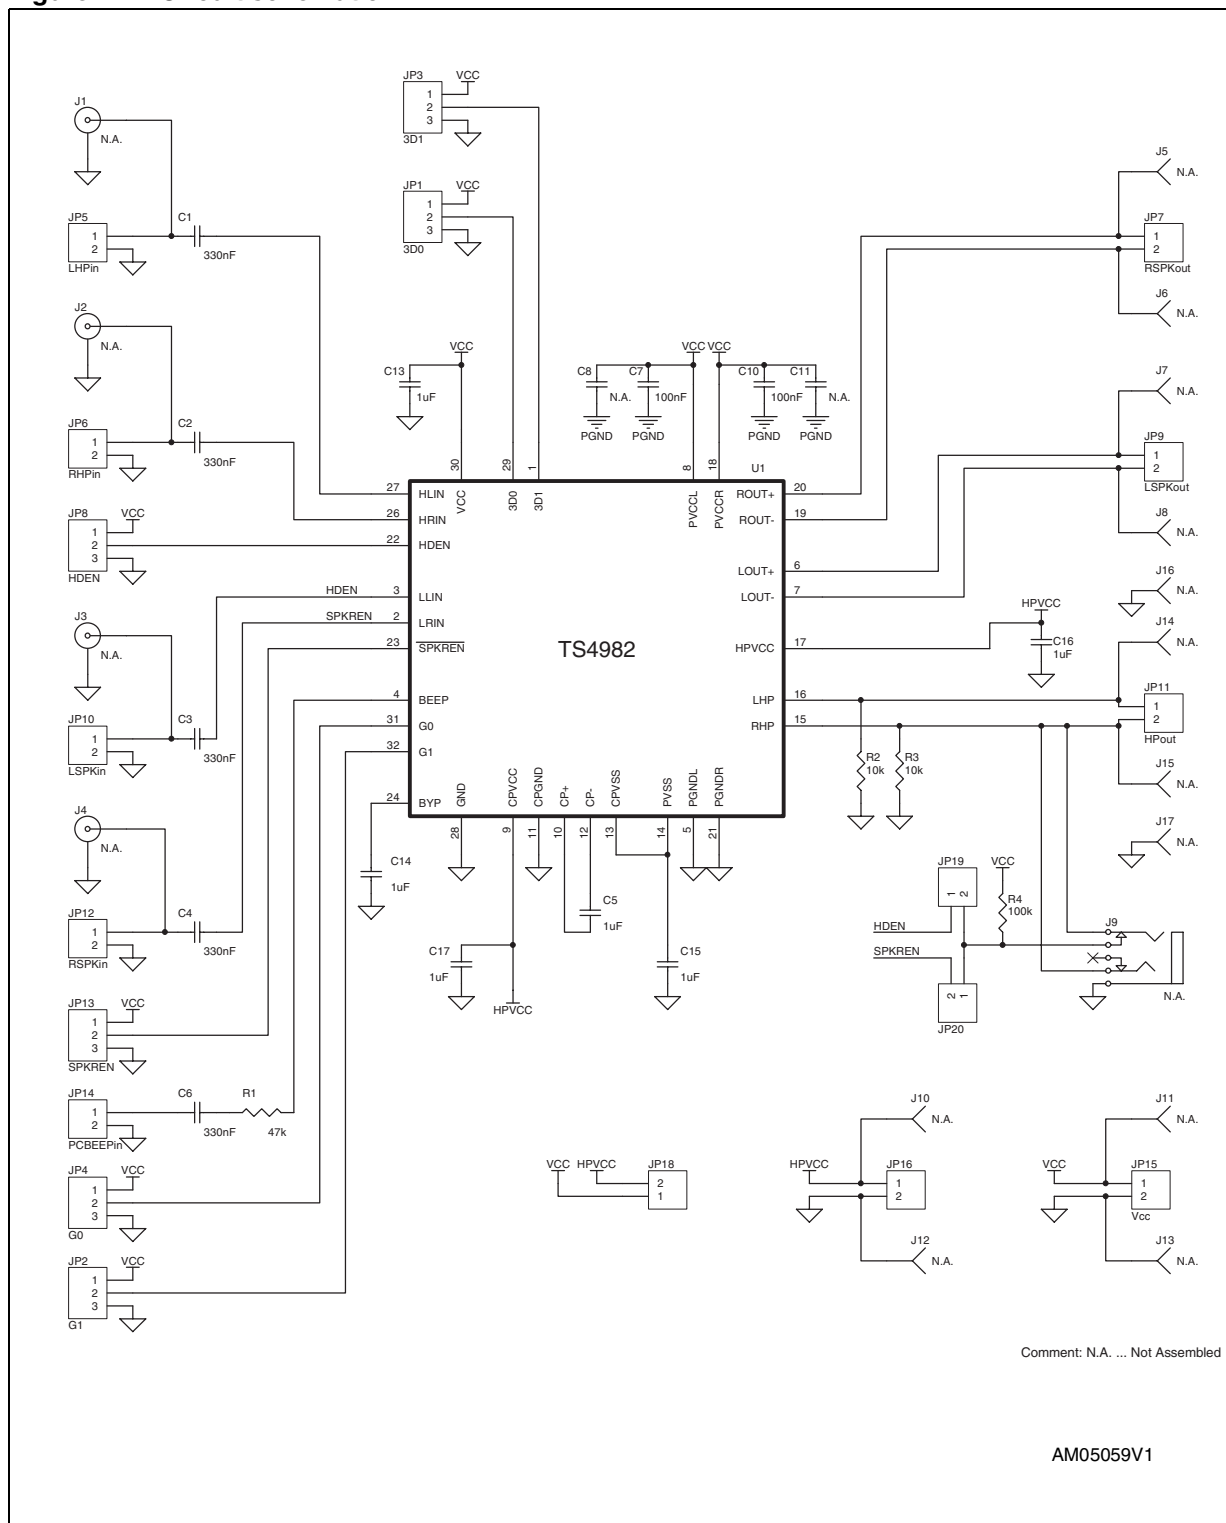 JP3
VCC
1
2
3
3D1
J1
N.A.
JP1
VCC
1
2
3
3D0
J5
N.A.
JP5
1
2
LHPin
C1
330nF
JP7
1
2
RSPKout
J6
N.A.
J2
N.A.
VCC
C13
1uF
VCC
VCC
C8
N.A.
PGND
C7
100nF
PGND
C10
100nF
PGND
C11
N.A.
PGND
J7
N.A.
JP6
1
2
RHPin
C2
330nF
JP9
1
2
LSPKout
J8
N.A.
30
29
1
8
18
U1
VCC
3D0
3D1
PVCCL
PVCCR
27
HLIN
26
HRIN
22
HDEN
HDEN
3
LLIN
SPKREN
2
LRIN
23
SPKREN
4
BEEP
31
G0
32
G1
24
BYP
TS4982
ROUT+
20
ROUT-
19
LOUT+
6
LOUT-
7
HPVCC
17
LHP
16
RHP
15
GND
CPVCC
CPGND
CP+
CP-
CPVSS
PVSS
PGNDL
PGNDR
28
9
11
10
12
13
14
5
21
JP8
VCC
1
2
3
HDEN
J16
N.A.
HPVCC
C16
1uF
J14
N.A.
J3
N.A.
JP10
1
2
LSPKin
C3
330nF
JP11
1
2
HPout
R2
10k
R3
10k
J15
N.A.
J4
N.A.
J17
N.A.
C14
1uF
C5
1uF
C17
1uF
HPVCC
C15
1uF
JP12
1
2
RSPKin
C4
330nF
JP19
1
2
VCC
R4
100k
HDEN
SPKREN
2
1
JP20
J9
N.A.
JP13
VCC
1
2
3
SPKREN
JP14
1
2
PCBEEPin
C6
330nF
R1
47k
J10
N.A.
J11
N.A.
JP4
VCC
1
2
3
G0
VCC
HPVCC
JP18
2
1
HPVCC
JP16
1
2
VCC
JP15
1
2
Vcc
J12
N.A.
J13
N.A.
JP2
VCC
1
2
3
G1
Comment: N.A. ... Not Assembled
AM05059V1